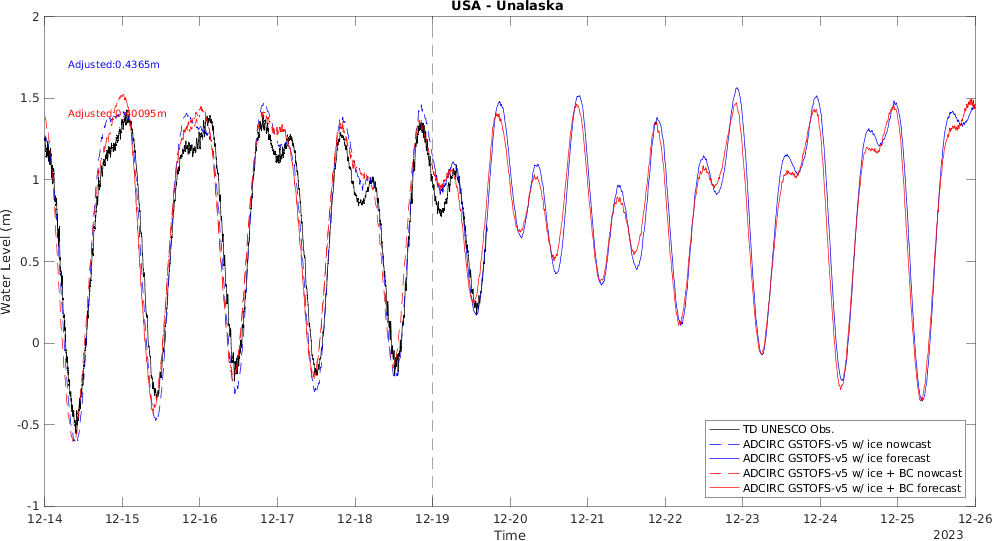 USA - Unalaska
2
1.5
1
0.5
0
-0.5
-1
Water Level (m)
Adjusted:0.4365m
TD UNESCO Obs.
ADCIRC GSTOFS-v5 w/ ice nowcast
ADCIRC GSTOFS-v5 w/ ice forecast
ADCIRC GSTOFS-v5 w/ ice + BC nowcast
ADCIRC GSTOFS-v5 w/ ice + BC forecast
12-14 12-15 12-16 12-17 12-18 12-19 12-20 12-21 12-22 12-23 12-24 12-25 12-26
Time
2023